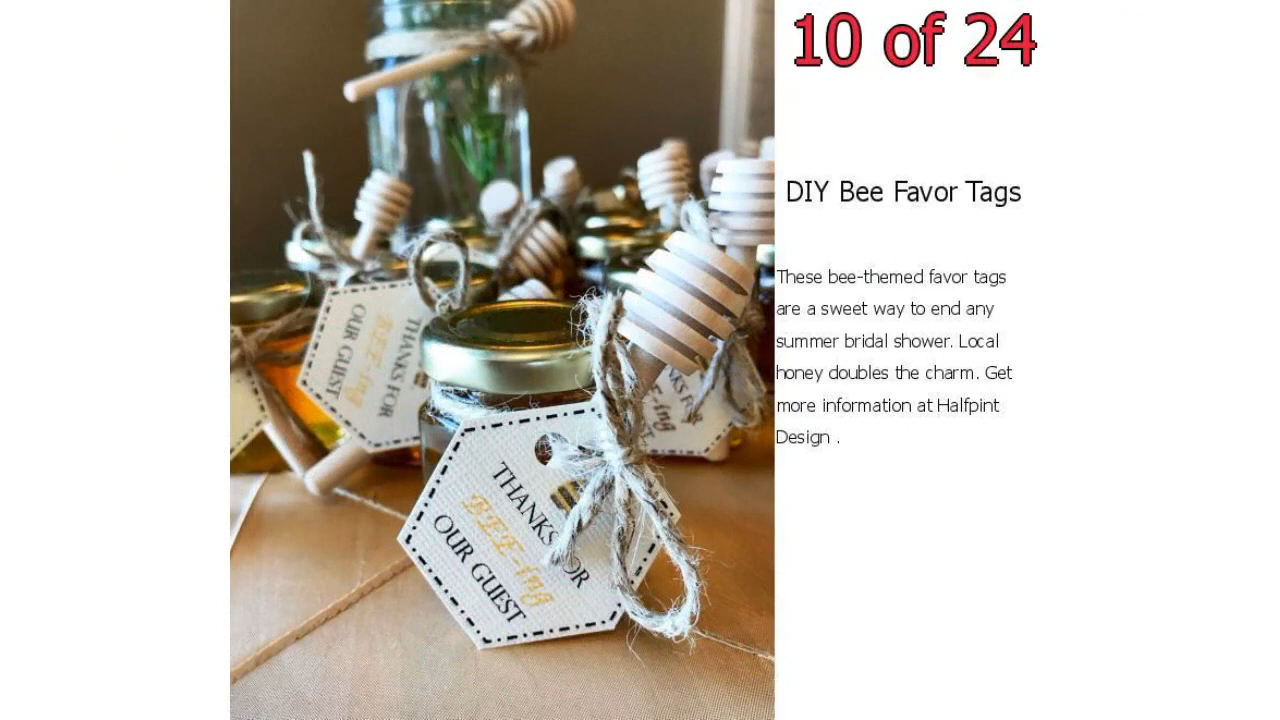 10 of 24
DIY Bee Favor Tags
These bee-themed favor tags
are a sweet way to end any
summer bridal shower. Local
honey doubles the charm. Get
more information at Halfpint
Design .
THANKS FOR
BEE-ing
OUR GUEST
THANKS FOR
BEE-ing
OUR GUEST